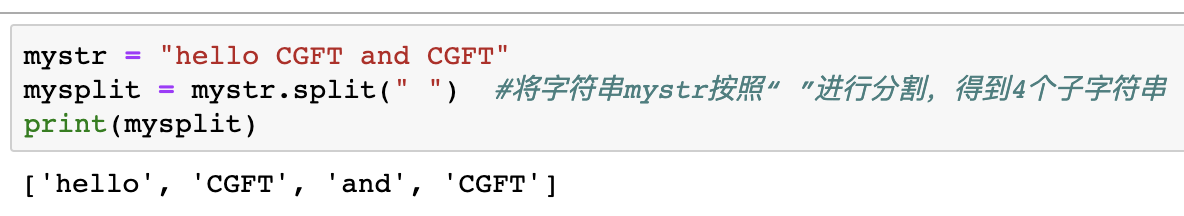 mystr = "hello CGFT and CGFT"
mysplit = mystr.split(" ")  #将字符串mystr按照“ ”进行分割，得到4个子字符串
print(mysplit)
['hello', 'CGFT', 'and', 'CGFT']